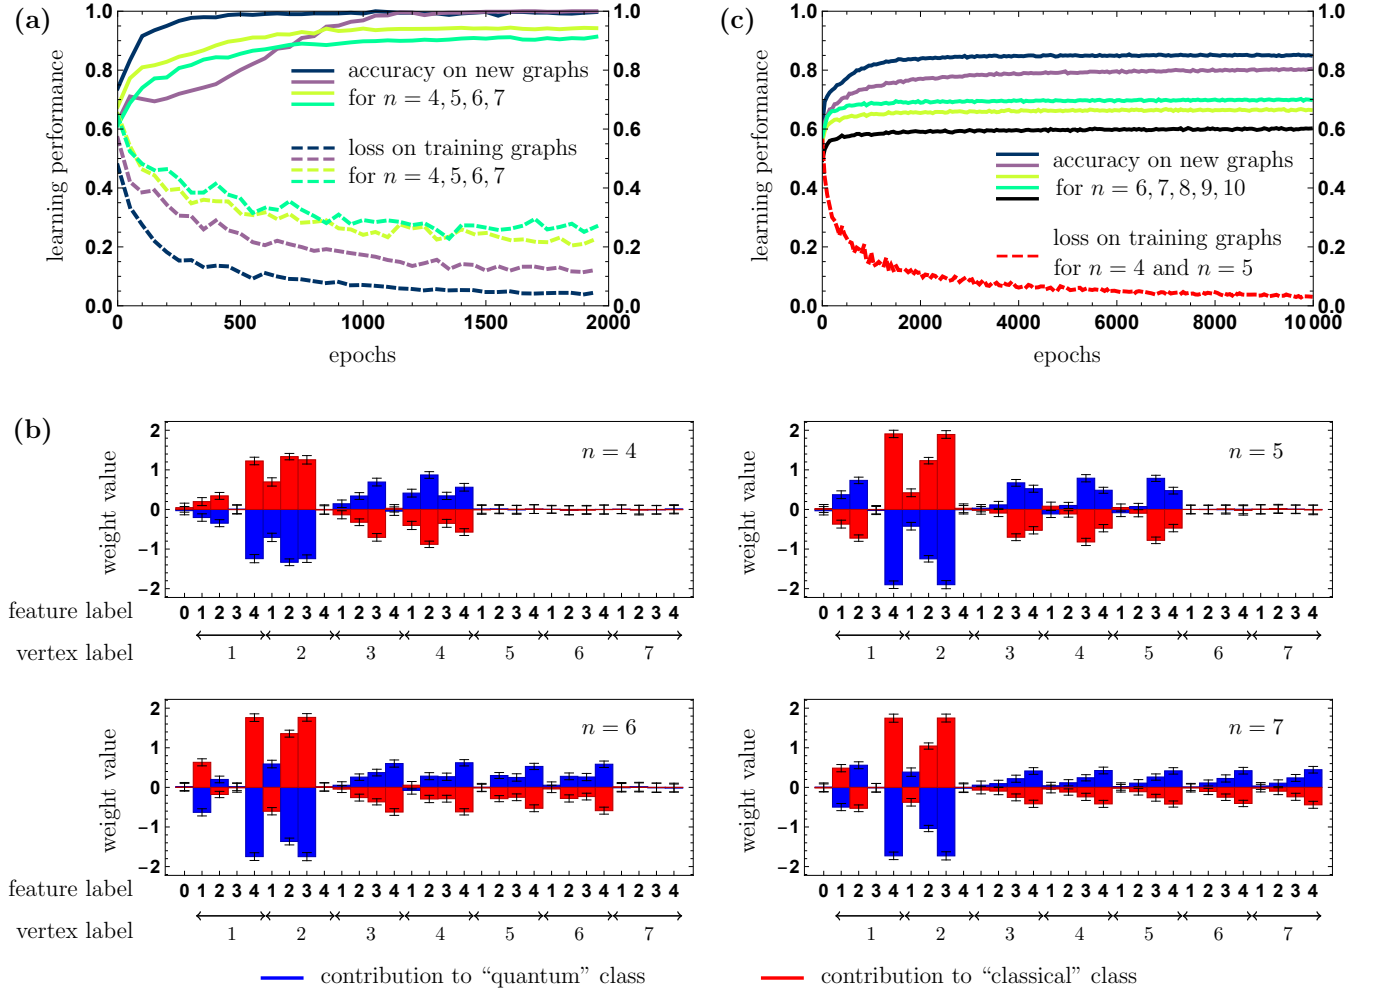 (a)
1.0 0.8 0.6 0.4 0.2 0.0
learning performance
accuracy on new graphs
for n = 4, 5, 6, 7
loss on training graphs
for n = 4, 5, 6, 7
1.0 0.8 0.6 0.4 0.2 0.0
0 500 1000 1500 2000
epochs
(c)
1.0 0.8 0.6 0.4 0.2 0.0
learning performance
accuracy on new graphs
for n = 6, 7, 8, 9, 10
loss on training graphs
for n = 4 and n = 5
1.0 0.8 0.6 0.4 0.2 0.0
0 2000 4000 6000 8000 10 000
epochs
(b)
weight value
2 1 0 −1 −2
n = 4
feature label
0 1 2 3 4 1 2 3 4 1 2 3 4 1 2 3 4 1 2 3 4 1 2 3 4 1 2 3 4
vertex label
1 2 3 4 5 6 7
weight value
2 1 0 −1 −2
n = 5
0 1 2 3 4 1 2 3 4 1 2 3 4 1 2 3 4 1 2 3 4 1 2 3 4 1 2 3 4
1 2 3 4 5 6 7
weight value
2 1 0 −1 −2
n = 6
feature label
0 1 2 3 4 1 2 3 4 1 2 3 4 1 2 3 4 1 2 3 4 1 2 3 4 1 2 3 4
vertex label
1 2 3 4 5 6 7
weight value
2 1 0 −1 −2
n = 7
0 1 2 3 4 1 2 3 4 1 2 3 4 1 2 3 4 1 2 3 4 1 2 3 4 1 2 3 4
1 2 3 4 5 6 7
contribution to “quantum” class
contribution to “classical” class